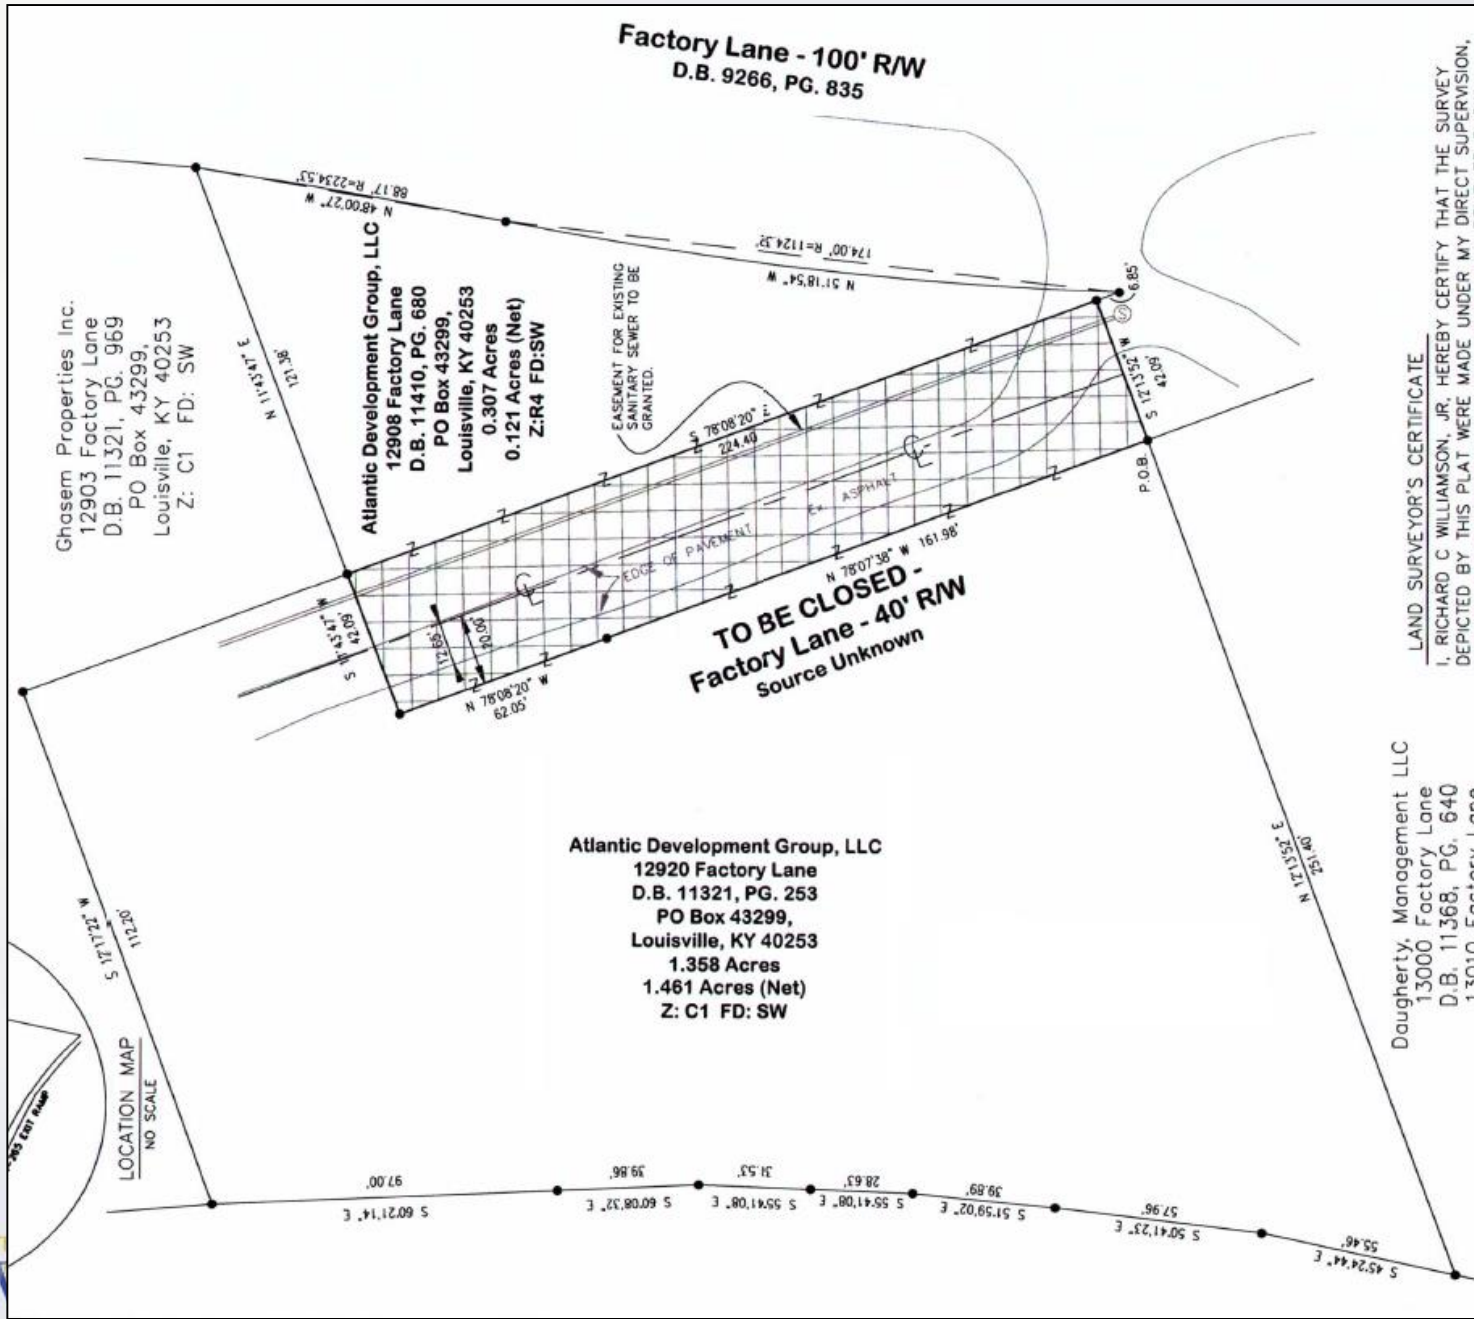 Factory Lane - 100' R/W
D.B. 9266, PG. 835
88.17' R=2234.53'
N 48°00'27" W
174.00' R=1124.32'
N 51°18'54" W
6.85'
Ghasem Properties Inc.
12903 Factory Lane
D.B. 11321, PG. 969
PO Box 43299,
Louisville, KY 40253
Z: C1 FD: SW
N 11°43'47" E
121.38'
Atlantic Development Group, LLC
12908 Factory Lane
D.B. 11410, PG. 680
PO Box 43299,
Louisville, KY 40253
0.307 Acres
0.121 Acres (Net)
Z:R4 FD:SW
EASEMENT FOR EXISTING
SANITARY SEWER TO BE
GRANTED.
S 78°08'20" E
224.40
S
S 12°13'52" W
42.09'
P.O.B.
EX. ASPHALT
EDGE OF PAVEMENT
S 11°43'47" W
42.09'
12.65'
20.00'
N 78°08'20" W
62.05'
N 78°07'38" W 161.98'
TO BE CLOSED -
Factory Lane - 40' R/W
Source Unknown
LAND SURVEYOR'S CERTIFICATE
I, RICHARD C WILLIAMSON, JR, HEREBY CERTIFY THAT THE SURVEY
DEPICTED BY THIS PLAT WERE MADE UNDER MY DIRECT SUPERVISION,
Atlantic Development Group, LLC
12920 Factory Lane
D.B. 11321, PG. 253
PO Box 43299,
Louisville, KY 40253
1.358 Acres
1.461 Acres (Net)
Z: C1 FD: SW
N 12°13'52" E
251.40'
Daugherty, Management LLC
13000 Factory Lane
D.B. 11368, PG. 640
13010 Factory Lane
S 12°17'22" W
112.20'
LOCATION MAP
NO SCALE
-265 EXIT RAMP
97.00'
S 60°21'14" E
39.86'
S 60°08'32" E
31.53'
S 55°41'08" E
28.63'
S 55°41'08" E
39.89'
S 51°59'02" E
57.96'
S 50°41'23" E
55.46'
S 45°24'44" E